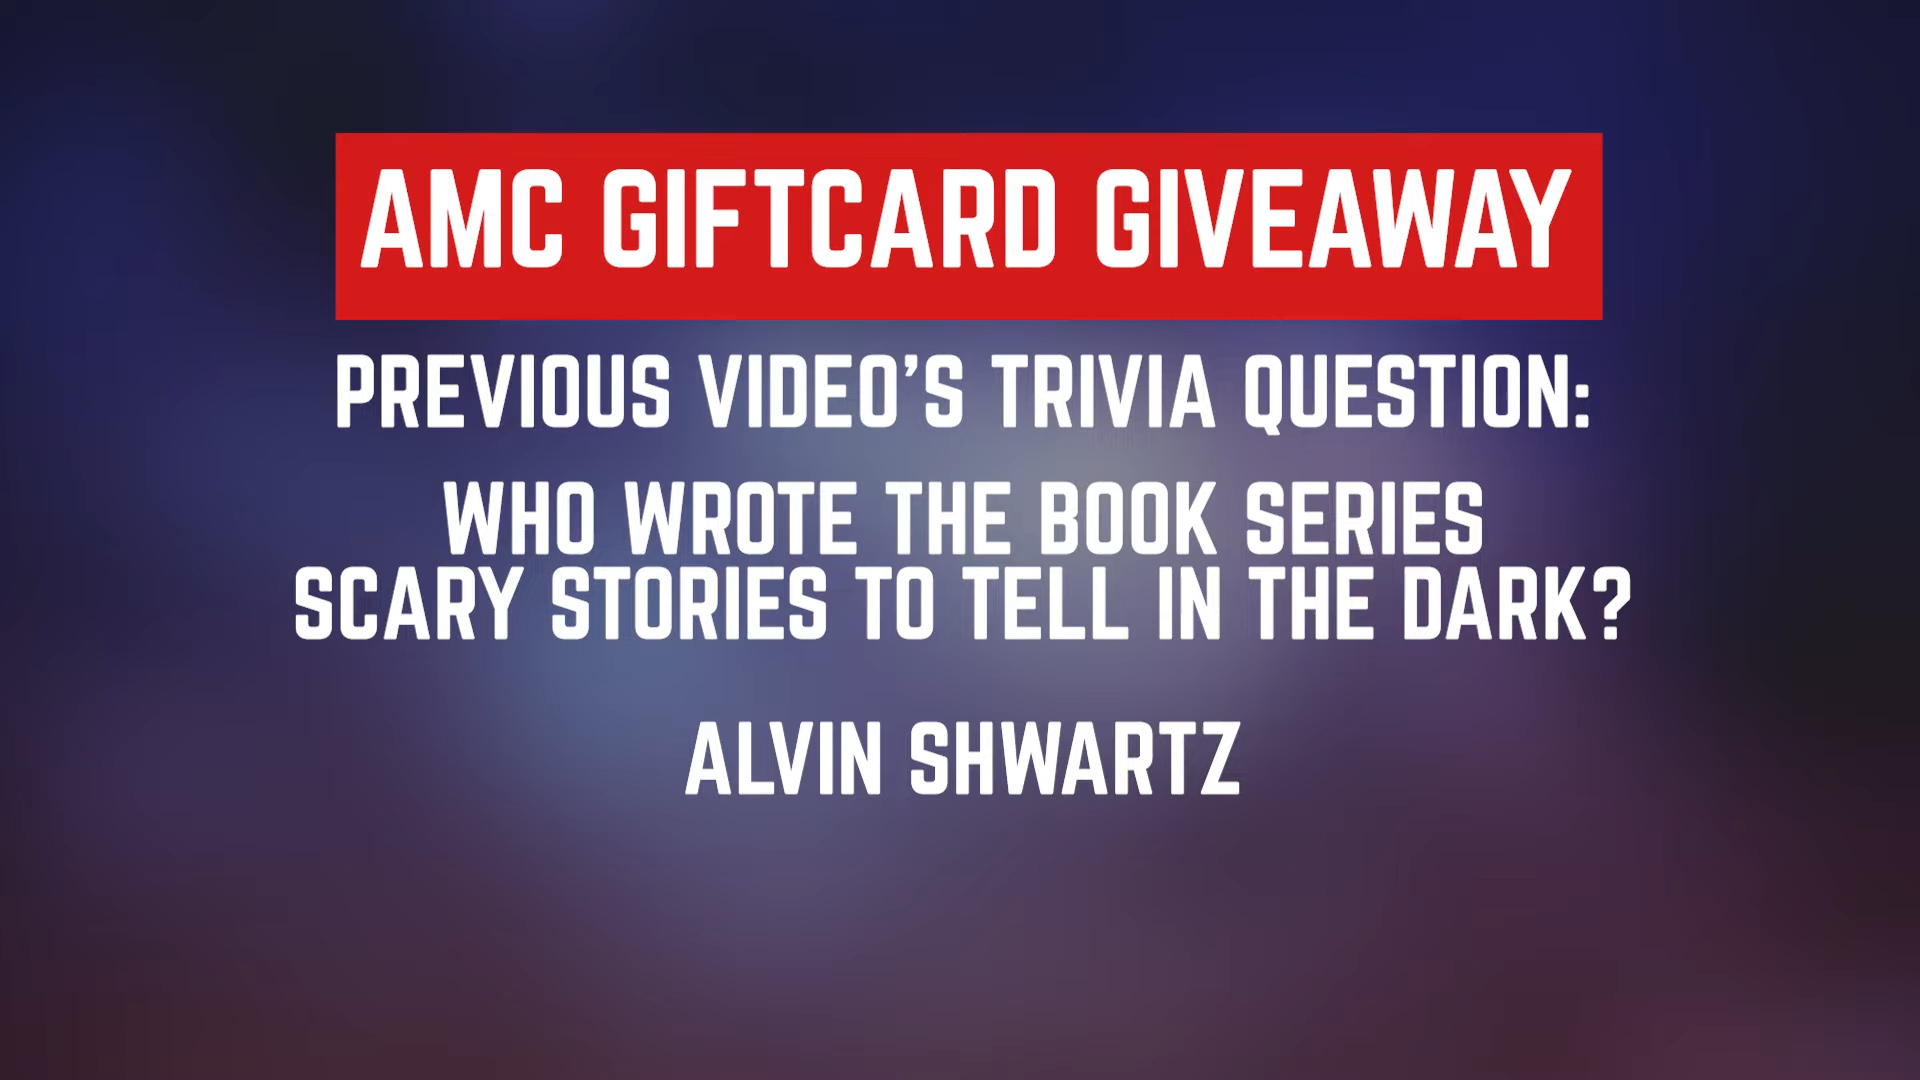 AMC GIFTCARD GIVEAWAY
PREVIOUS VIDEO'S TRIVIA QUESTION:
WHO WROTE THE BOOK SERIES
SCARY STORIES TO TELL IN THE DARK?
ALVIN SHWARTZ